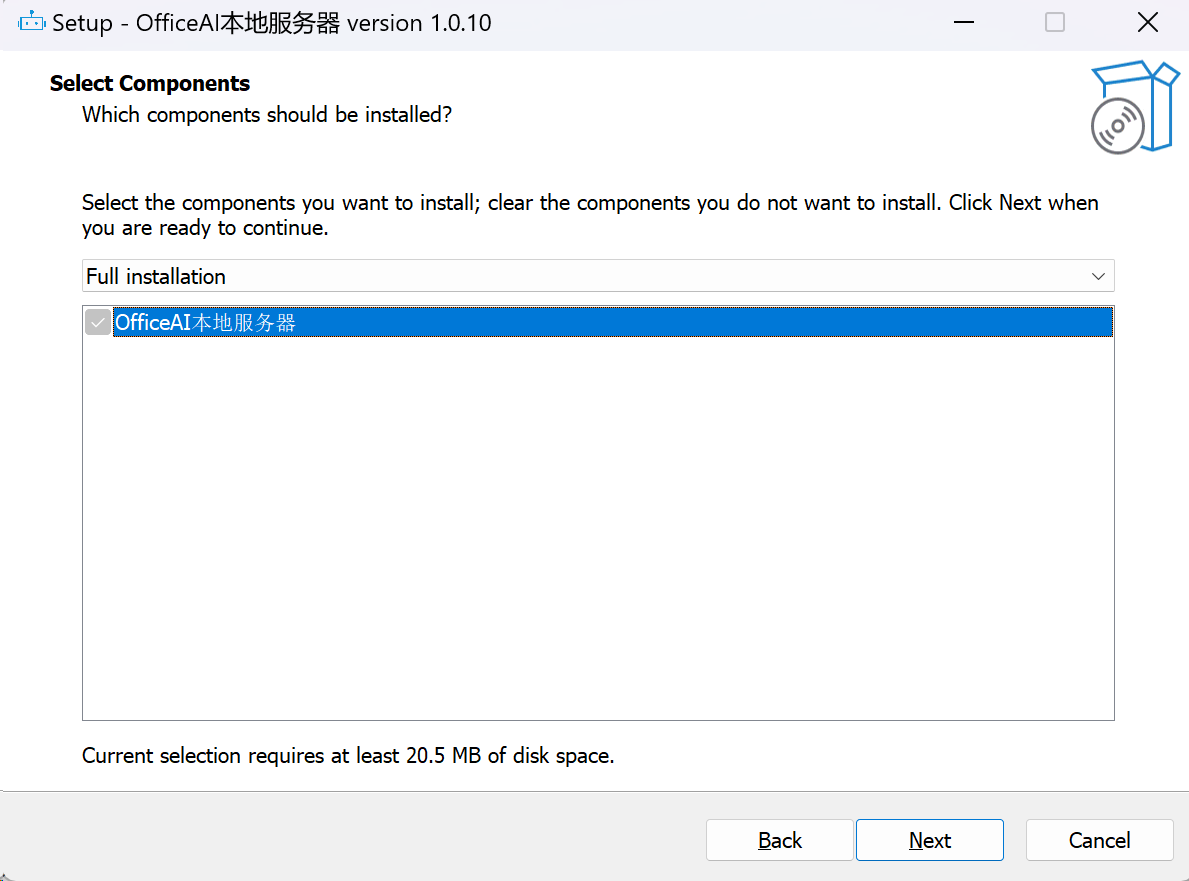 Setup - OfficeAI本地服务器 version 1.0.10
Select Components
Which components should be installed?
Select the components you want to install; clear the components you do not want to install. Click Next when
you are ready to continue.
Full installation
OfficeAI本地服务器
Current selection requires at least 20.5 MB of disk space.
Back
Next
Cancel